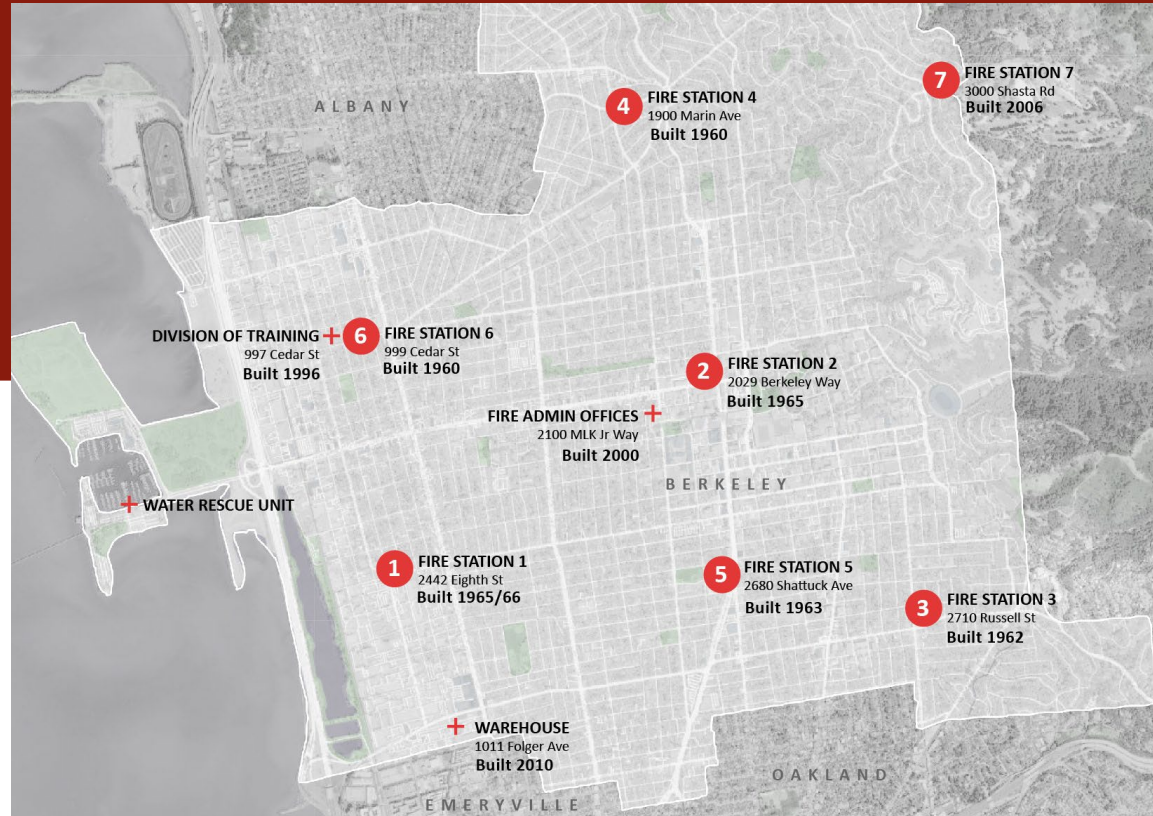 ALBANY
4
FIRE STATION 4
1900 Marin Ave
Built 1960
7
FIRE STATION 7
3000 Shasta Rd
Built 2006
DIVISION OF TRAINING
997 Cedar St
Built 1996
6
FIRE STATION 6
999 Cedar St
Built 1960
2
FIRE STATION 2
2029 Berkeley Way
Built 1965
FIRE ADMIN OFFICES
2100 MLK Jr Way
Built 2000
BERKELEY
WATER RESCUE UNIT
1
FIRE STATION 1
2442 Eighth St
Built 1965/66
5
FIRE STATION 5
2680 Shattuck Ave
Built 1963
3
FIRE STATION 3
2710 Russell St
Built 1962
WAREHOUSE
1011 Folger Ave
Built 2010
OAKLAND
EMERYVILLE